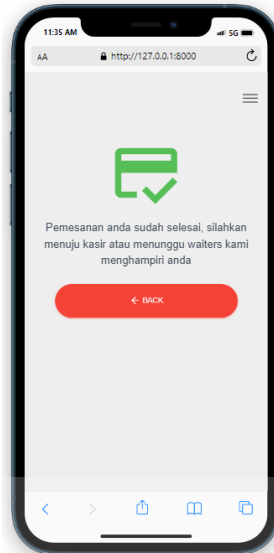 11:35 AM
5G
AA http://127.0.0.1:8000
Pemesanan anda sudah selesai, silahkan
menuju kasir atau menunggu waiters kami
menghampiri anda
← BACK